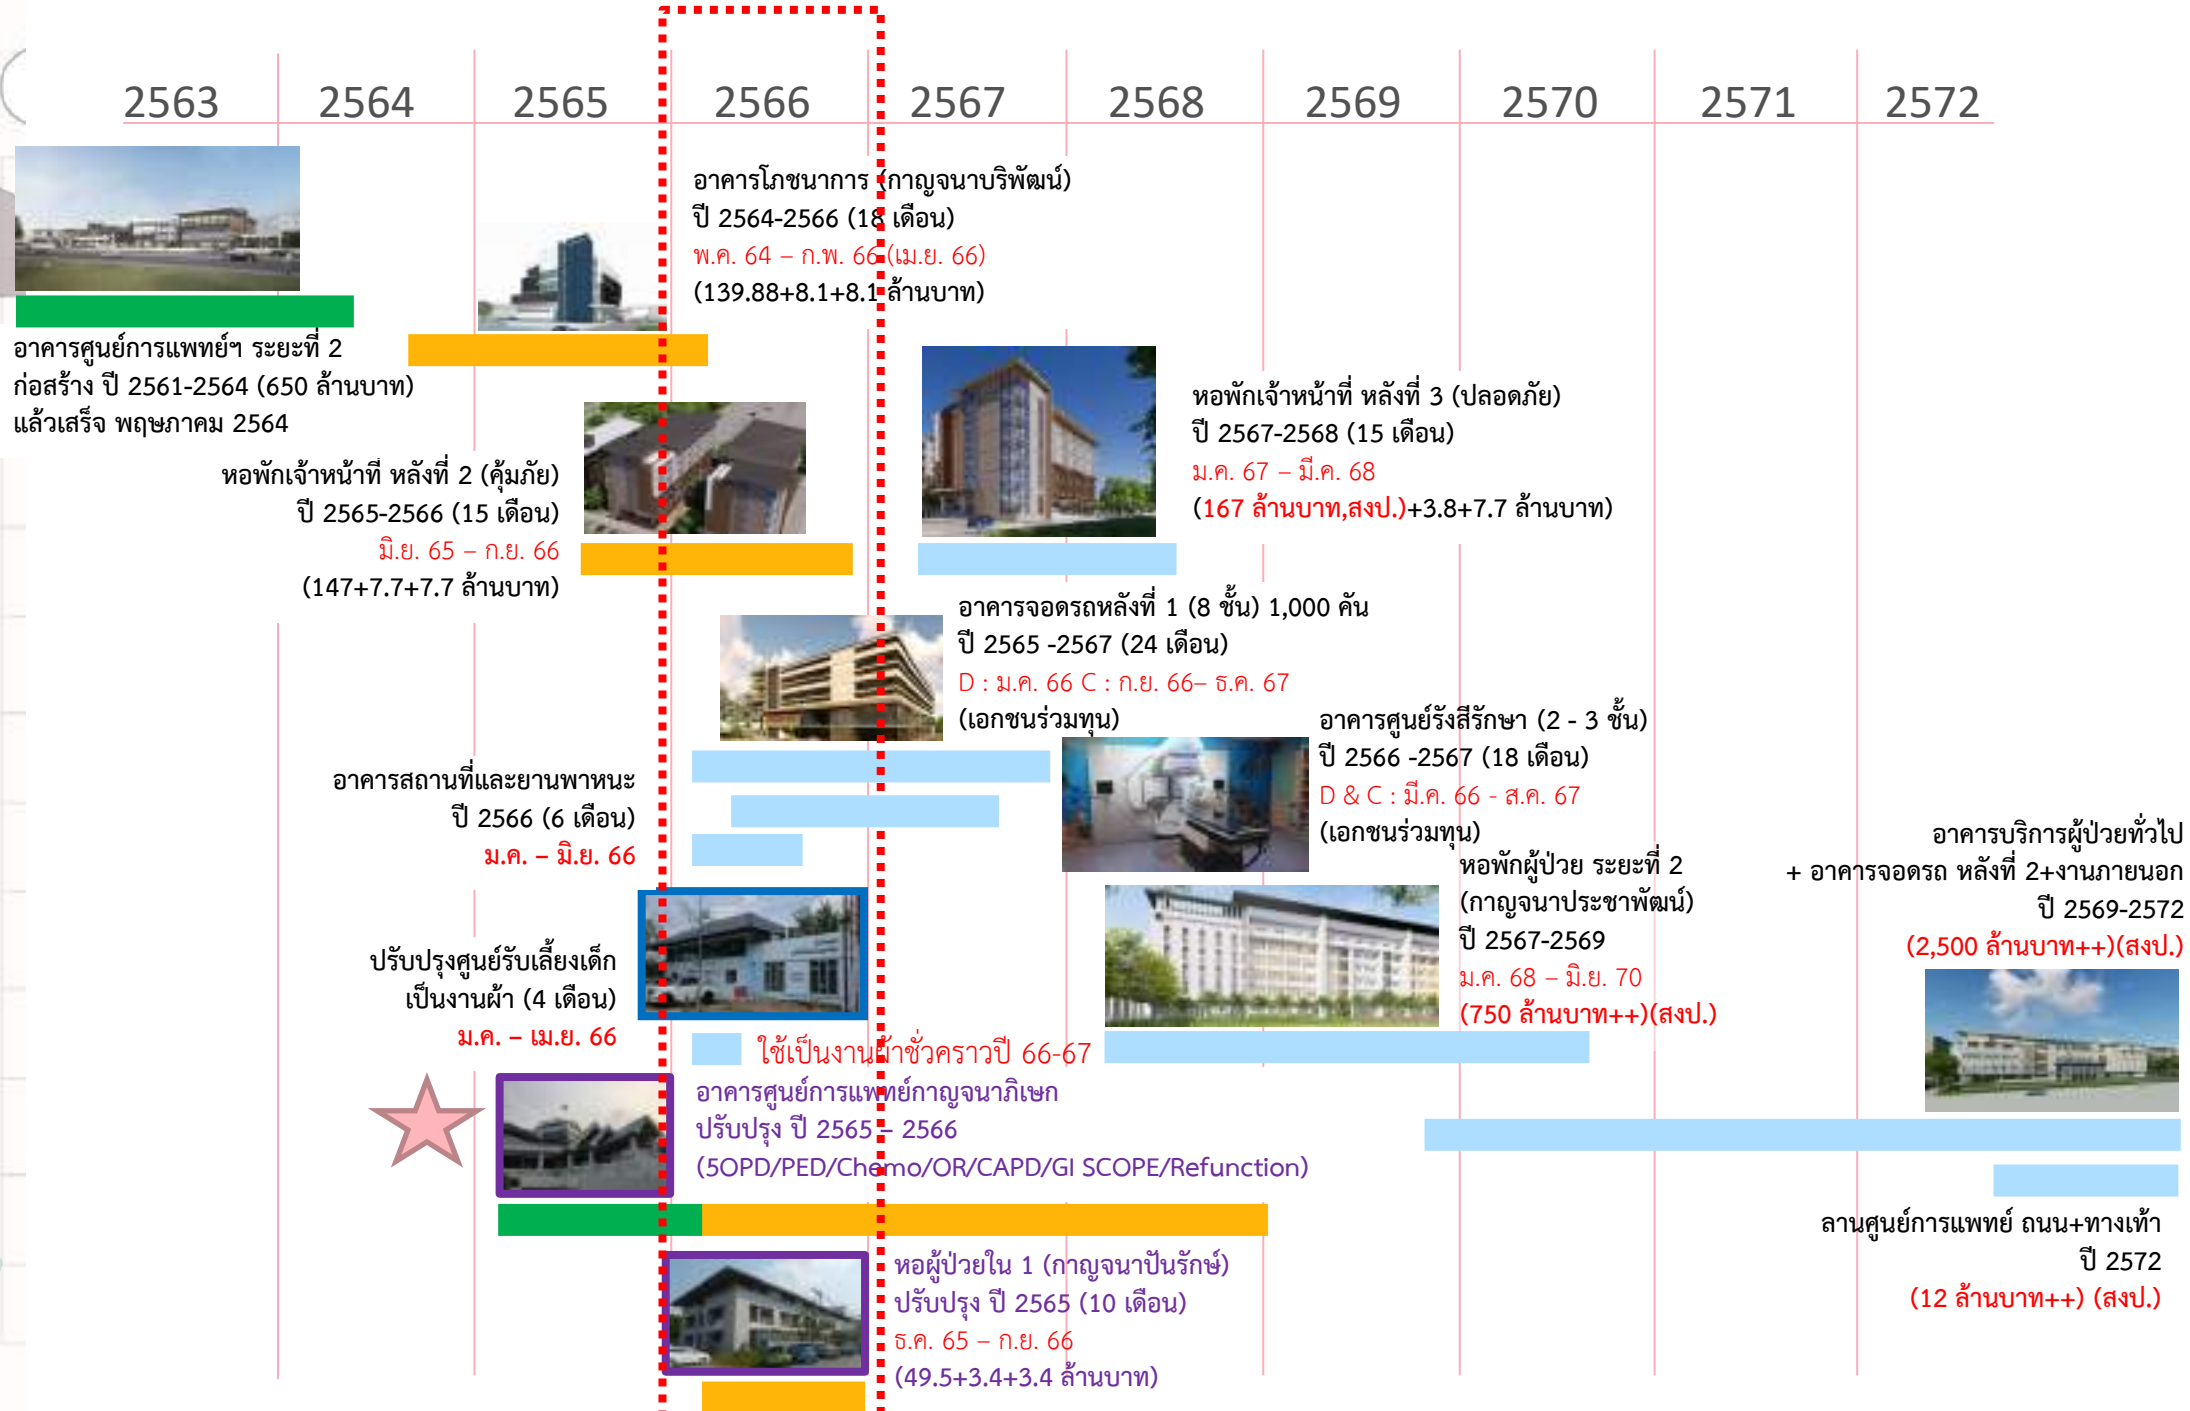 2563 2564 2565 2566 2567 2568 2569 2570 2571 2572
อาคารโภชนาการ (กาญจนาบริพัฒน์)
ปี 2564-2566 (18 เดือน)
พ.ค. 64 – ก.พ. 66 (เม.ย. 66)
(139.88+8.1+8.1 ล้านบาท)
อาคารศูนย์การแพทย์ฯ ระยะที่ 2
ก่อสร้าง ปี 2561-2564 (650 ล้านบาท)
แล้วเสร็จ พฤษภาคม 2564
หอพักเจ้าหน้าที่ หลังที่ 2 (คุ้มภัย)
ปี 2565-2566 (15 เดือน)
มิ.ย. 65 – ก.ย. 66
(147+7.7+7.7 ล้านบาท)
หอพักเจ้าหน้าที่ หลังที่ 3 (ปลอดภัย)
ปี 2567-2568 (15 เดือน)
ม.ค. 67 – มี.ค. 68
(167 ล้านบาท,สงป.)+3.8+7.7 ล้านบาท)
อาคารจอดรถหลังที่ 1 (8 ชั้น) 1,000 คัน
ปี 2565 -2567 (24 เดือน)
D : ม.ค. 66 C : ก.ย. 66– ธ.ค. 67
(เอกชนร่วมทุน)
อาคารศูนย์รังสีรักษา (2 - 3 ชั้น)
ปี 2566 -2567 (18 เดือน)
D & C : มี.ค. 66 - ส.ค. 67
(เอกชนร่วมทุน)
อาคารสถานที่และยานพาหนะ
ปี 2566 (6 เดือน)
ม.ค. – มิ.ย. 66
หอพักผู้ป่วย ระยะที่ 2
(กาญจนาประชาพัฒน์)
ปี 2567-2569
ม.ค. 68 – มิ.ย. 70
(750 ล้านบาท++)(สงป.)
อาคารบริการผู้ป่วยทั่วไป
+ อาคารจอดรถ หลังที่ 2+งานภายนอก
ปี 2569-2572
(2,500 ล้านบาท++)(สงป.)
ปรับปรุงศูนย์รับเลี้ยงเด็ก
เป็นงานผ้า (4 เดือน)
ม.ค. – เม.ย. 66
ใช้เป็นงานผ้าชั่วคราวปี 66-67
อาคารศูนย์การแพทย์กาญจนาภิเษก
ปรับปรุง ปี 2565 – 2566
(5OPD/PED/Chemo/OR/CAPD/GI SCOPE/Refunction)
หอผู้ป่วยใน 1 (กาญจนาปันรักษ์)
ปรับปรุง ปี 2565 (10 เดือน)
ธ.ค. 65 – ก.ย. 66
(49.5+3.4+3.4 ล้านบาท)
ลานศูนย์การแพทย์ ถนน+ทางเท้า
ปี 2572
(12 ล้านบาท++) (สงป.)